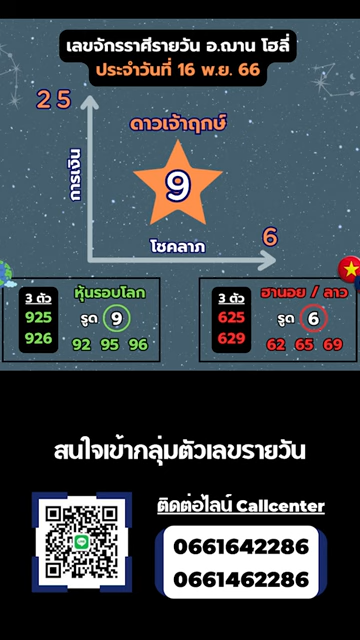 เลขจักรราศีรายวัน อ.ฌาน โฮลี่
ประจำวันที่ 16 พ.ย. 66
2 5
ดาวเจ้าฤกษ์
การเงิน
9
โชคลาภ
6
3 ตัว
925
926
หุ้นรอบโลก
รูด 9
92 95 96
3 ตัว
625
629
ฮานอย / ลาว
รูด 6
62 65 69
สนใจเข้ากลุ่มตัวเลขรายวัน
ติดต่อไลน์ Callcenter
0661642286
0661462286
LINE